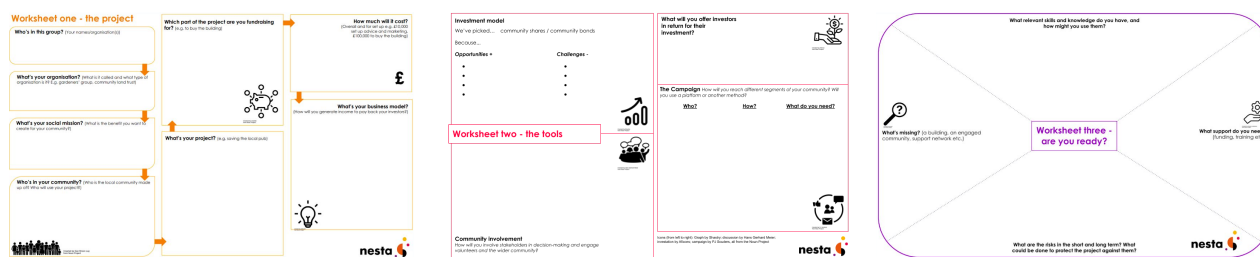 Worksheet one - the project
Who's in this group? (Your names/organisation(s))
What's your organisation? (What is it called and what type of
organisation is it? E.g. gardeners' group, community land trust)
What's your social mission? (What is the benefit you want to
create for your community?)
Who's in your community? (Who is the local community made
up of? Who will use your project?)
Which part of the project are you fundraising
for? (e.g. to buy the building)
What's your project? (e.g. saving the local pub)
How much will it cost?
(Overall and for set up e.g. £10,000
set up advice and marketing,
£100,000 to buy the building)
£
What's your business model?
(How will you generate income to pay back your investors?)
nesta
Investment model
We've picked... community shares / community bonds
Because...
Opportunities + Challenges -
Worksheet two - the tools
Community involvement
How will you involve stakeholders in decision-making and engage
volunteers and the wider community?
What will you offer investors
in return for their
investment?
The Campaign How will you reach different segments of your community? Will
you use a platform or another method?
Who? How? What do you need?
nesta
What relevant skills and knowledge do you have, and
how might you use them?
What's missing? (a building, an engaged
community, support network etc.)
Worksheet three -
are you ready?
What support do you nee
(funding, training et
What are the risks in the short and long term? What
could be done to protect the project against them?
nesta